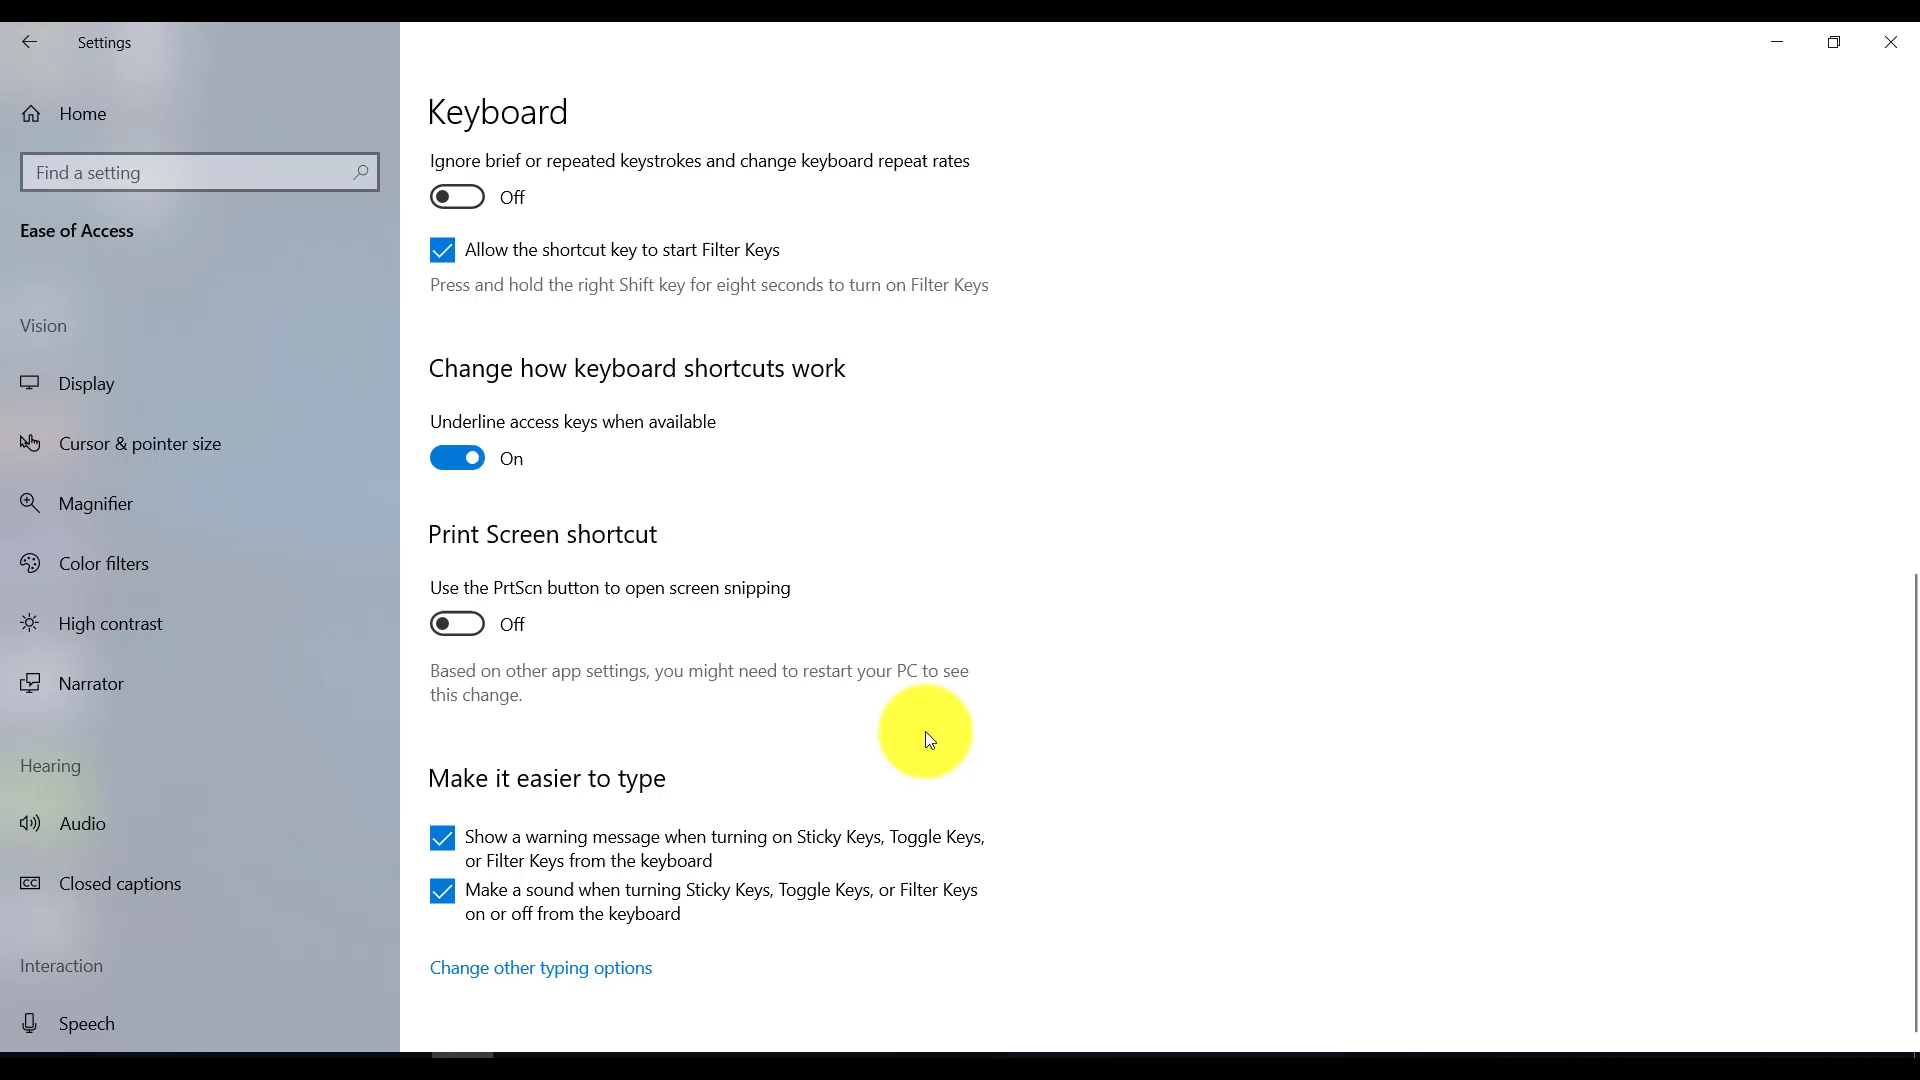 Settings
Home
Find a setting
Ease of Access
Vision
Display
Cursor & pointer size
Magnifier
Color filters
High contrast
Narrator
Hearing
Audio
CC Closed captions
Interaction
Speech
Keyboard
Ignore brief or repeated keystrokes and change keyboard repeat rates
Off
Allow the shortcut key to start Filter Keys
Press and hold the right Shift key for eight seconds to turn on Filter Keys
Change how keyboard shortcuts work
Underline access keys when available
On
Print Screen shortcut
Use the PrtScn button to open screen snipping
Off
Based on other app settings, you might need to restart your PC to see
this change.
Make it easier to type
Show a warning message when turning on Sticky Keys, Toggle Keys,
or Filter Keys from the keyboard
Make a sound when turning Sticky Keys, Toggle Keys, or Filter Keys
on or off from the keyboard
Change other typing options